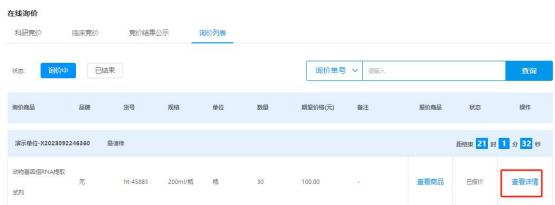 在线询价
科研竞价 临床竞价 竞价结果公示 询价列表
状态: 询价中 已结束 询价单号 请输入 查询
询价商品 品牌 货号 规格 单位 数量 期望价格(元) 备注 报价商品 状态 操作
演示单位-X2023092246360 易德锋 距结束 21 时 1 分 32 秒
动物基因组RNA提取
试剂 无 ht-45883 200ml/瓶 瓶 30 100.00 - 查看商品 已报价 查看详情